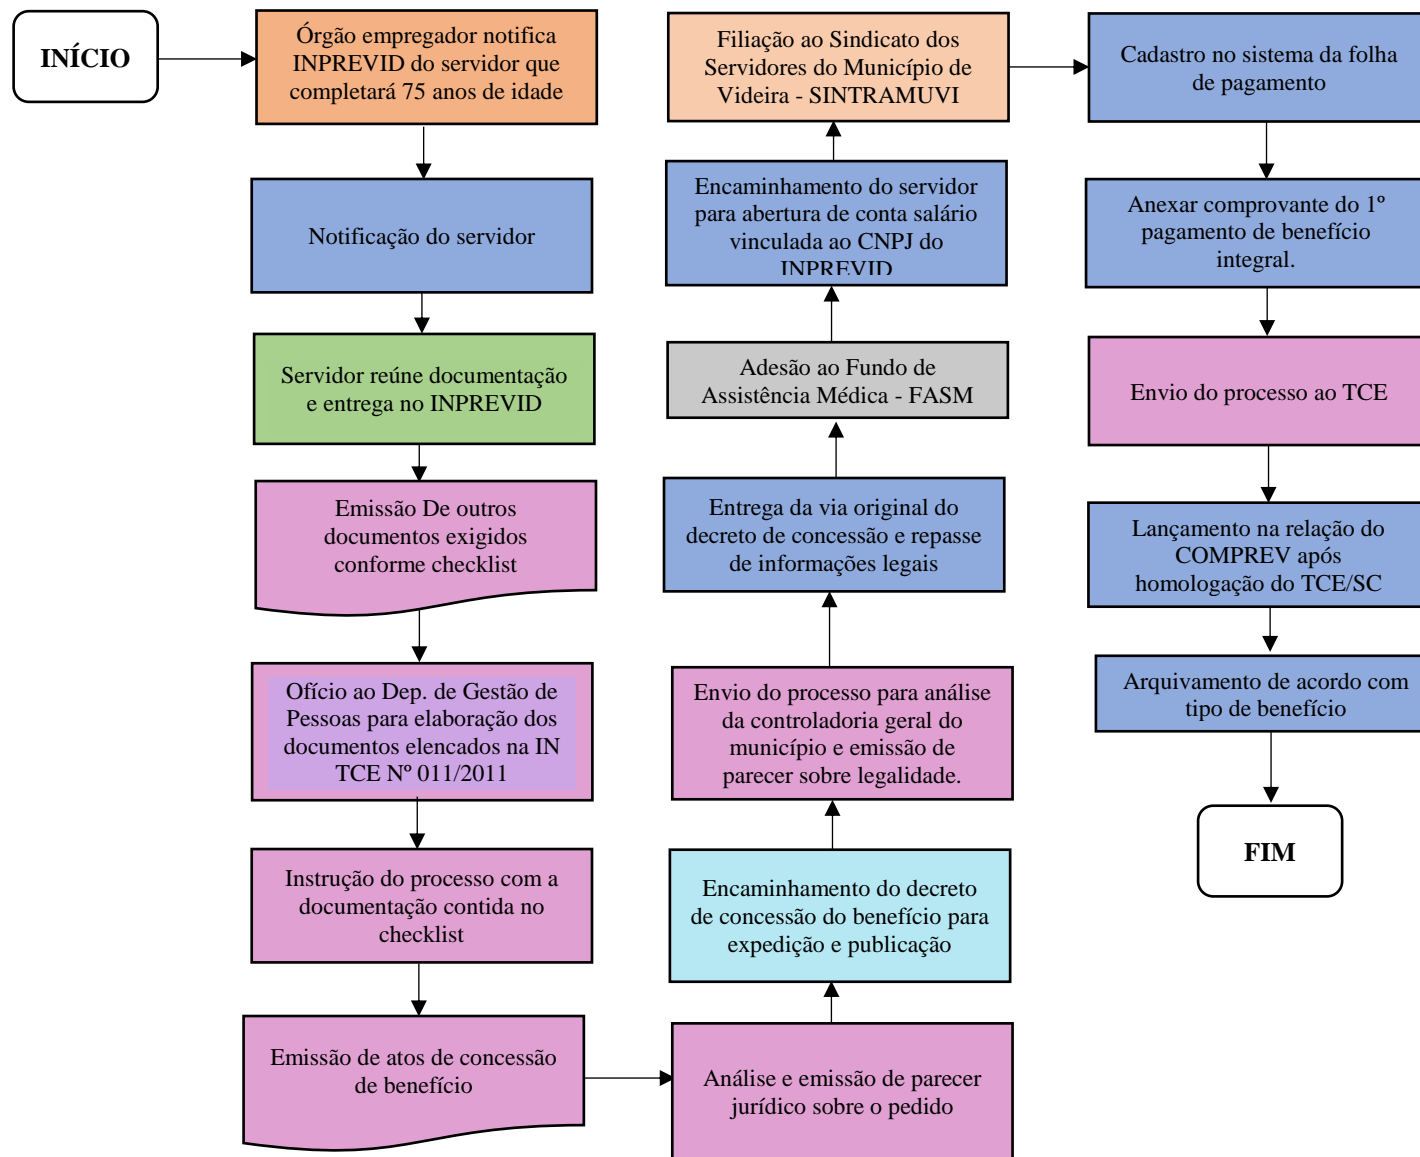 INÍCIO
Órgão empregador notifica
INPREVID do servidor que
completará 75 anos de idade
Notificação do servidor
Servidor reúne documentação
e entrega no INPREVID
Emissão De outros
documentos exigidos
conforme checklist
Ofício ao Dep. de Gestão de
Pessoas para elaboração dos
documentos elencados na IN
TCE Nº 011/2011
Instrução do processo com a
documentação contida no
checklist
Emissão de atos de concessão
de benefício
Análise e emissão de parecer
jurídico sobre o pedido
Encaminhamento do decreto
de concessão do benefício para
expedição e publicação
Envio do processo para análise
da controladoria geral do
município e emissão de
parecer sobre legalidade.
Entrega da via original do
decreto de concessão e repasse
de informações legais
Adesão ao Fundo de
Assistência Médica - FASM
Encaminhamento do servidor
para abertura de conta salário
vinculada ao CNPJ do
INPREVID
Filiação ao Sindicato dos
Servidores do Município de
Videira - SINTRAMUVI
Cadastro no sistema da folha
de pagamento
Anexar comprovante do 1º
pagamento de benefício
integral.
Envio do processo ao TCE
Lançamento na relação do
COMPREV após
homologação do TCE/SC
Arquivamento de acordo com
tipo de benefício
FIM